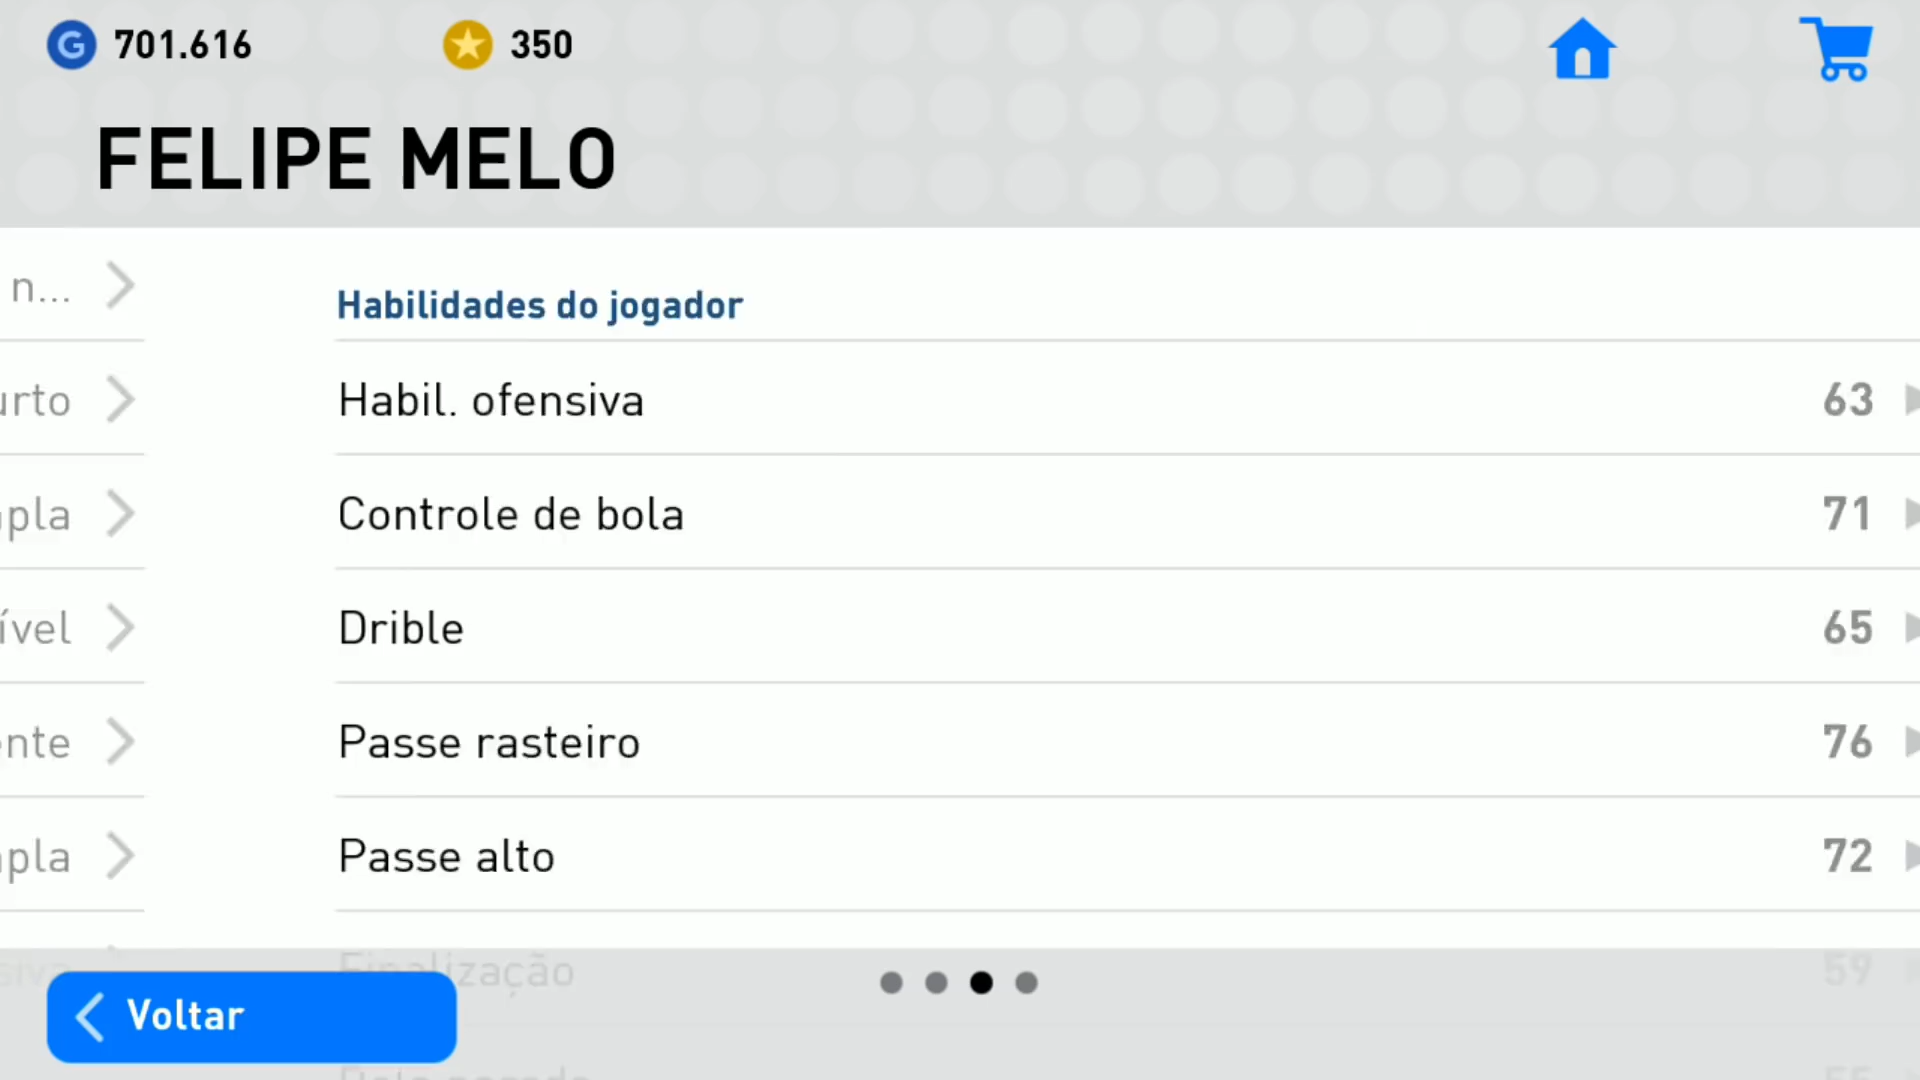 701.616
350
FELIPE MELO
n...
Habilidades do jogador
urto
Habil. ofensiva 63
pla
Controle de bola 71
ível
Drible 65
ente
Passe rasteiro 76
pla
Passe alto 72
Finalização 59
Voltar